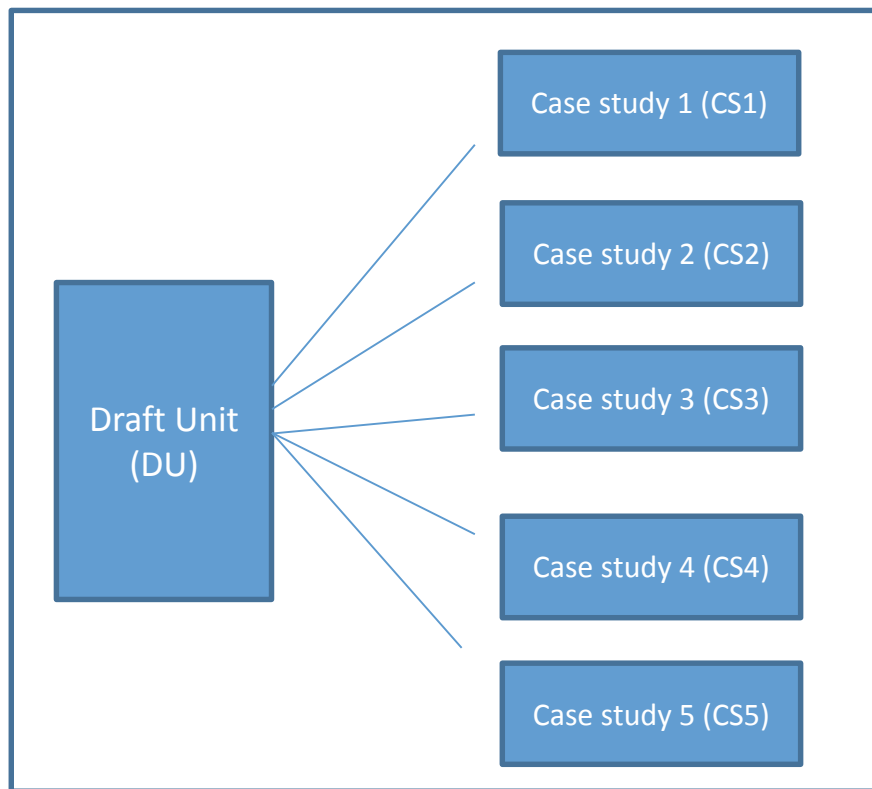 Case study 1 (CS1)
Case study 2 (CS2)
Case study 3 (CS3)
Draft Unit
(DU)
Case study 4 (CS4)
Case study 5 (CS5)